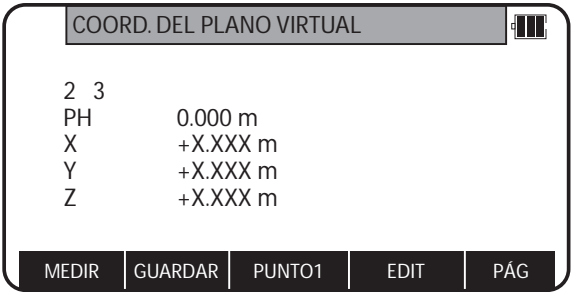 COORD. DEL PLANO VIRTUAL
2 3
PH 0.000 m
X +X.XXX m
Y +X.XXX m
Z +X.XXX m
MEDIR GUARDAR PUNTO1 EDIT PÁG